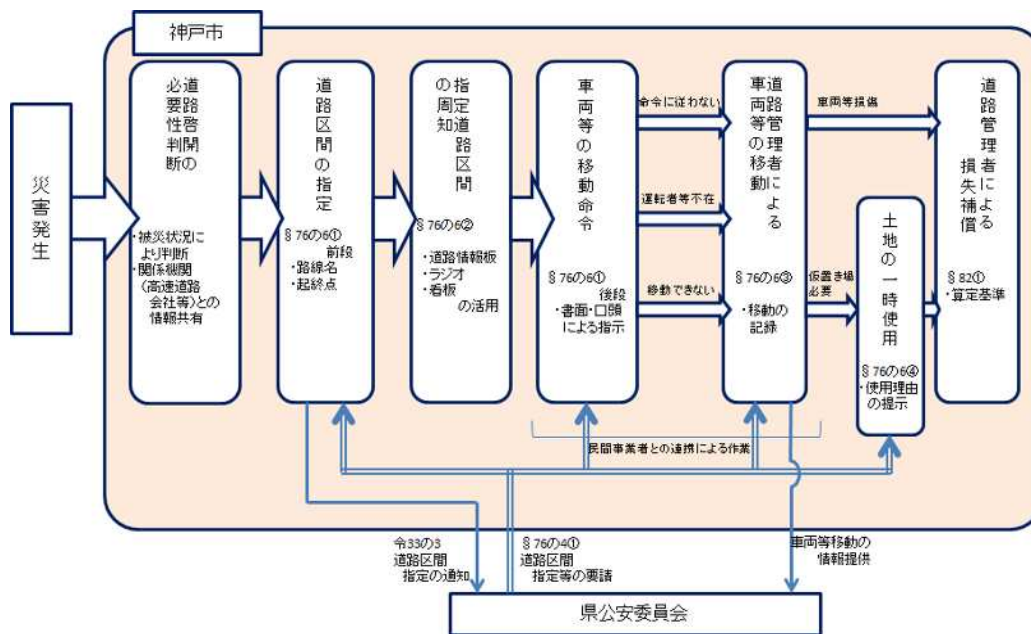 神戸市
災害発生
道路啓開の
必要性判断
・被災状況に
より判断
・関係機関
(高速道路
会社等)との
情報共有
道路区間の指定
§76の6①
前段
・路線名
・起終点
指定道路区間
の周知
§76の6②
・道路情報板
・ラジオ
・看板
の活用
車両等の移動命令
§76の6①
後段
・書面・口頭
による指示
命令に従わない
運転者等不在
移動できない
道路管理者による
車両等の移動
§76の6③
・移動の
記録
車両等損傷
仮置き場
必要
土地の一時使用
§76の6④
・使用理由
の提示
道路管理者による
損失補償
§82①
・算定基準
民間事業者との連携による作業
令33の3
道路区間
指定の通知
§76の4①
道路区間
指定等の要請
車両等移動の
情報提供
県公安委員会